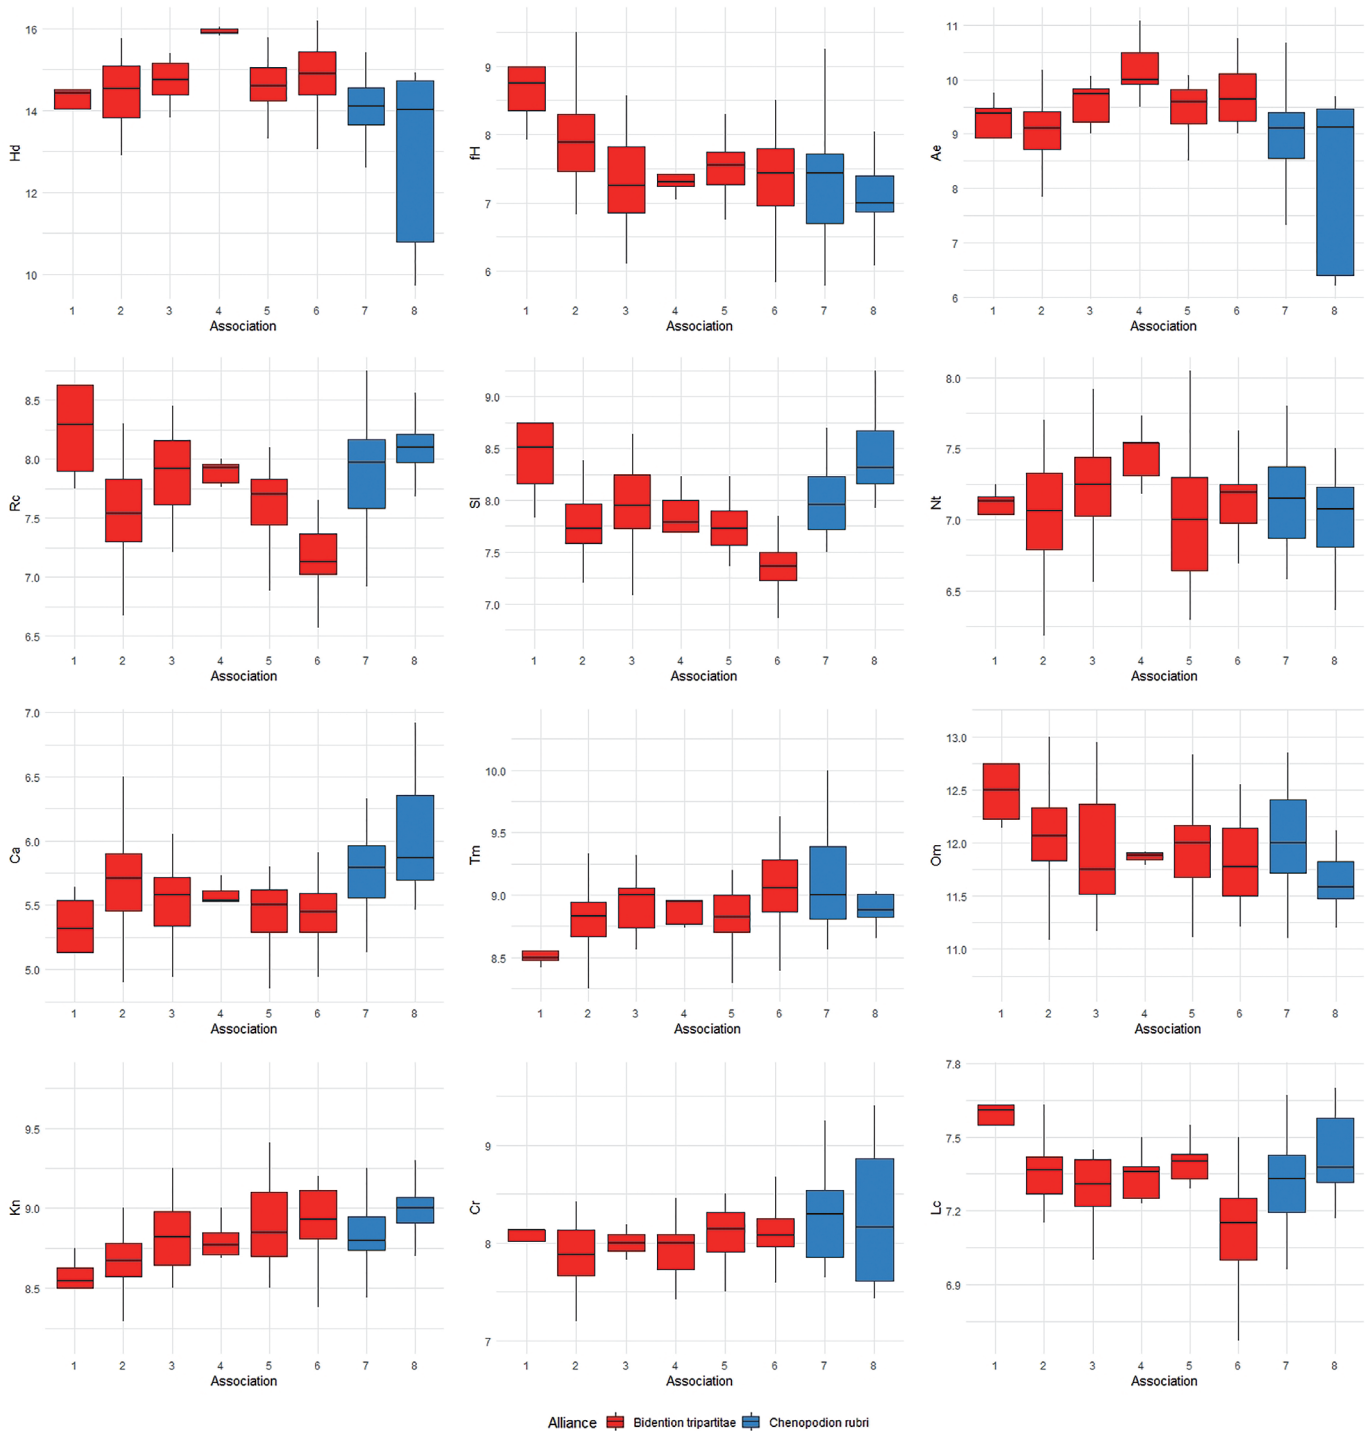 Hd
16
14
12
10
1 2 3 4 5 6 7 8
Association
fH
9
8
7
6
1 2 3 4 5 6 7 8
Association
Ae
11
10
9
8
7
6
1 2 3 4 5 6 7 8
Association
Rc
8.5
8.0
7.5
7.0
6.5
1 2 3 4 5 6 7 8
Association
Sl
9.0
8.5
8.0
7.5
7.0
1 2 3 4 5 6 7 8
Association
Nt
8.0
7.5
7.0
6.5
1 2 3 4 5 6 7 8
Association
Ca
7.0
6.5
6.0
5.5
5.0
1 2 3 4 5 6 7 8
Association
Tm
10.0
9.5
9.0
8.5
1 2 3 4 5 6 7 8
Association
Om
13.0
12.5
12.0
11.5
11.0
1 2 3 4 5 6 7 8
Association
Kn
9.5
9.0
8.5
1 2 3 4 5 6 7 8
Association
Cr
9
8
7
1 2 3 4 5 6 7 8
Association
Lc
7.8
7.5
7.2
6.9
1 2 3 4 5 6 7 8
Association
Alliance Bidention tripartitae Chenopodion rubri